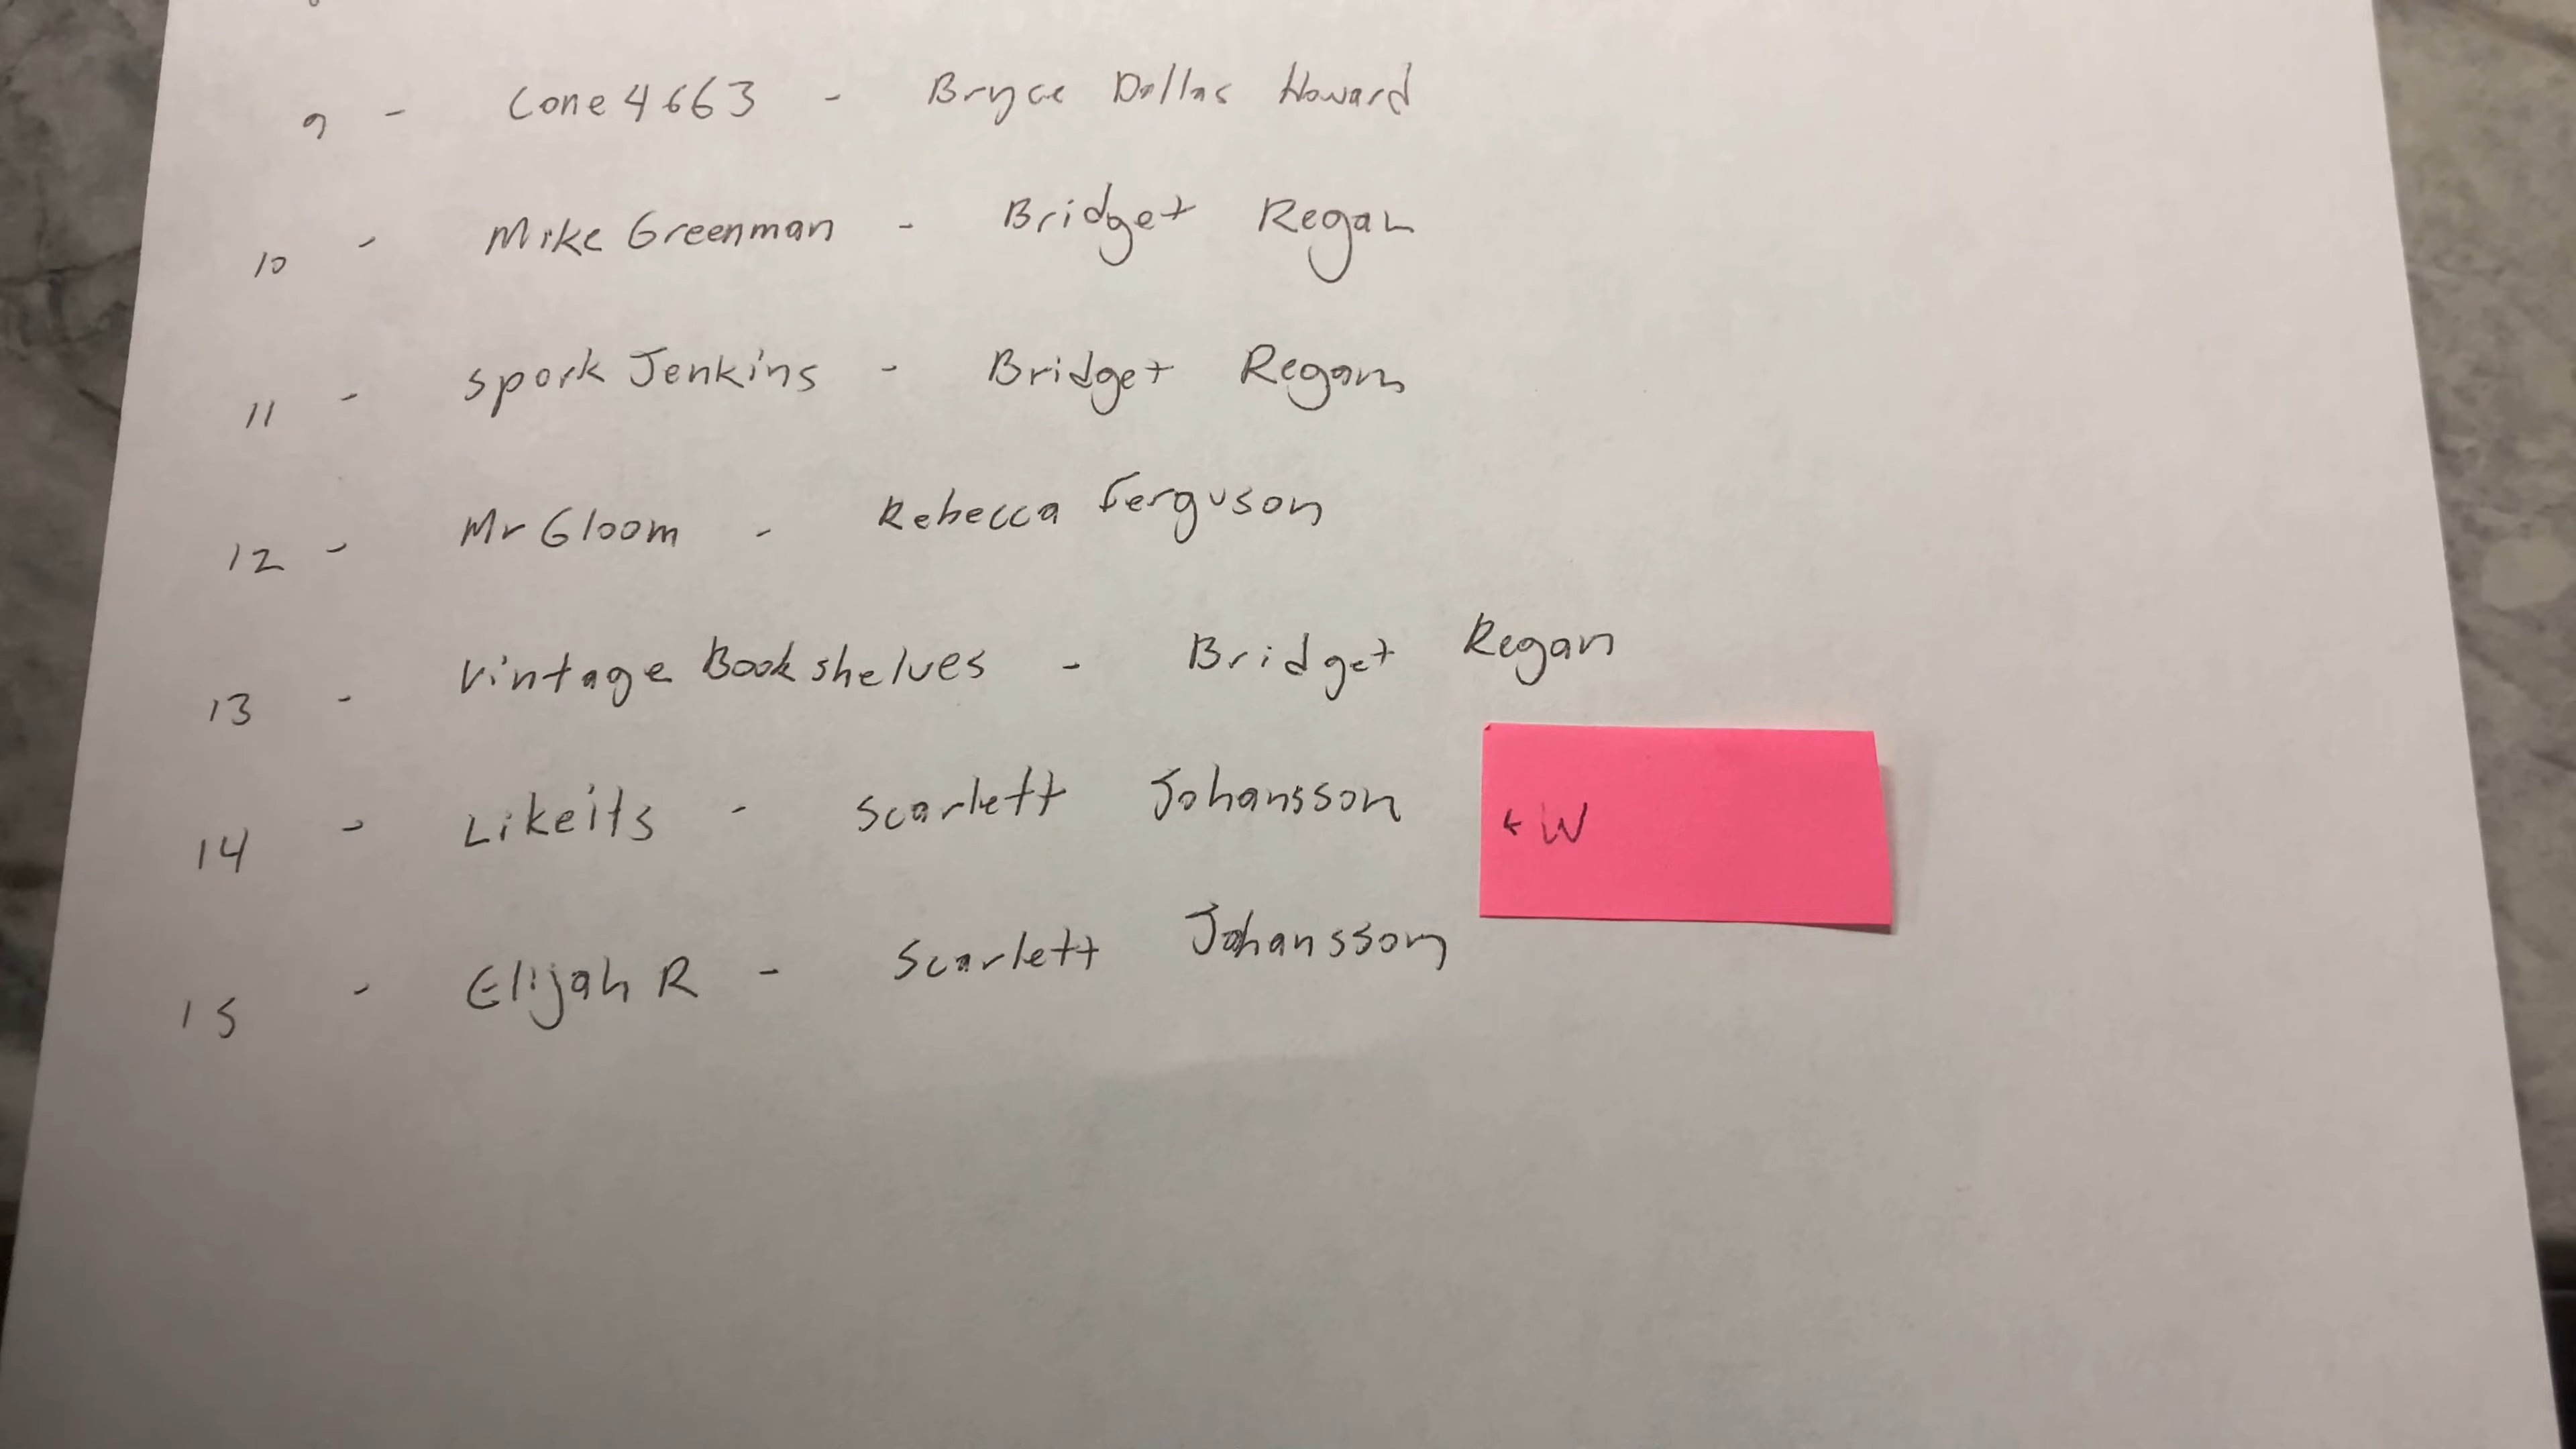 9 - Cone4663 - Bryce Dallas Howard
10 - Mike Greenman - Bridget Regan
11 - Spork Jenkins - Bridget Regan
12 - Mr Gloom - Rebecca Ferguson
13 - Vintage Bookshelves - Bridget Regan
14 - Likeits - Scarlett Johansson
W
15 - Elijah R - Scarlett Johansson